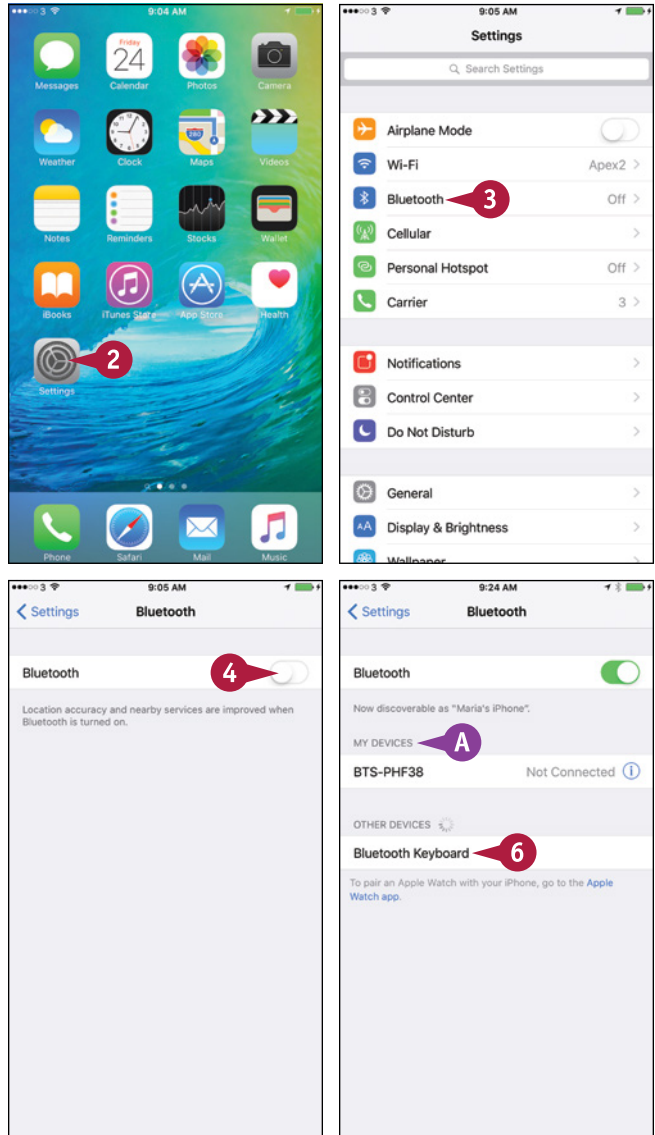 3
9:04 AM
Friday
24
Messages
Calendar
Photos
Camera
280
Weather
Clock
Maps
Videos
Notes
Reminders
Stocks
Wallet
iBooks
iTunes Store
App Store
Health
2
Settings
Phone
Safari
Mail
Music
3
9:05 AM
Settings
Search Settings
Airplane Mode
Wi-Fi
Apex2
Bluetooth
3
Off
Cellular
Personal Hotspot
Off
Carrier
3
Notifications
Control Center
Do Not Disturb
General
AA
Display & Brightness
Wallpaper
3
9:05 AM
Settings
Bluetooth
Bluetooth
4
Location accuracy and nearby services are improved when
Bluetooth is turned on.
3
9:24 AM
Settings
Bluetooth
Bluetooth
Now discoverable as "Maria's iPhone".
MY DEVICES
A
BTS-PHF38
Not Connected
i
OTHER DEVICES
Bluetooth Keyboard
6
To pair an Apple Watch with your iPhone, go to the Apple
Watch app.